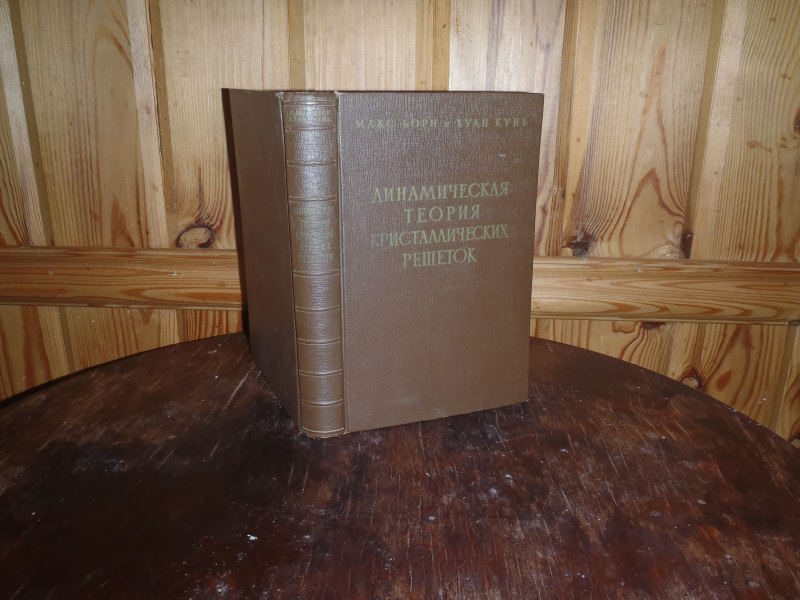 МАКС БОРН и ХУАН КУНЬ
ДИНАМИЧЕСКАЯ
ТЕОРИЯ
КРИСТАЛЛИЧЕСКИХ
РЕШЕТОК